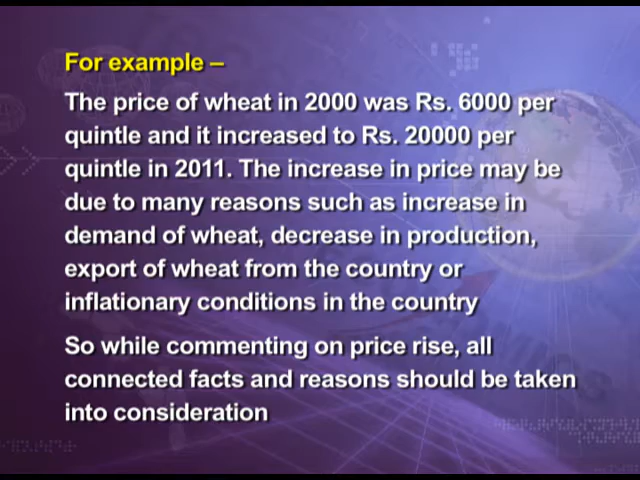 For example –
The price of wheat in 2000 was Rs. 6000 per
quintle and it increased to Rs. 20000 per
quintle in 2011. The increase in price may be
due to many reasons such as increase in
demand of wheat, decrease in production,
export of wheat from the country or
inflationary conditions in the country
So while commenting on price rise, all
connected facts and reasons should be taken
into consideration